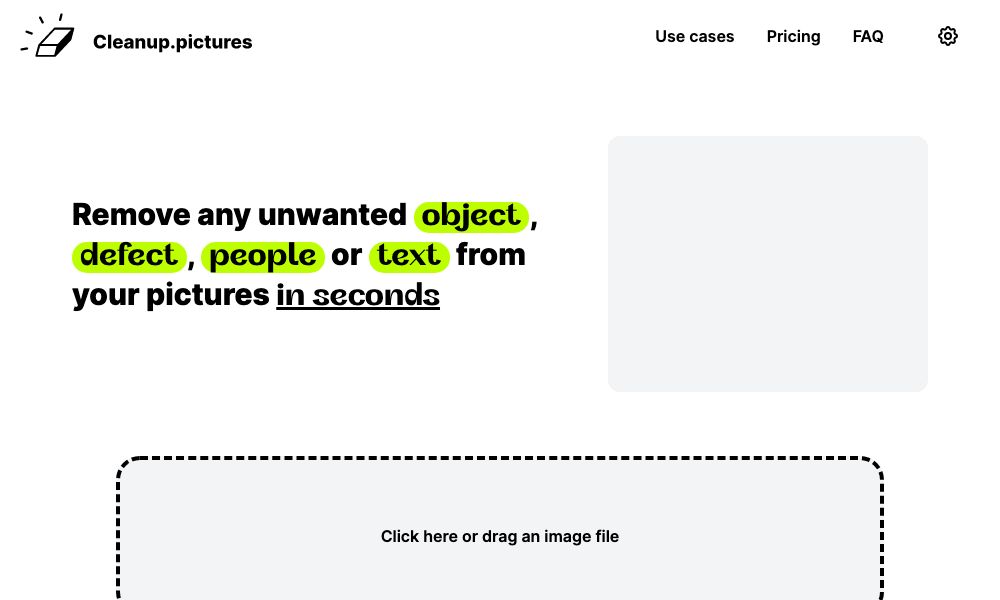 Cleanup.pictures
Use cases
Pricing
FAQ
Remove any unwanted object,
defect, people or text from
your pictures in seconds
Click here or drag an image file